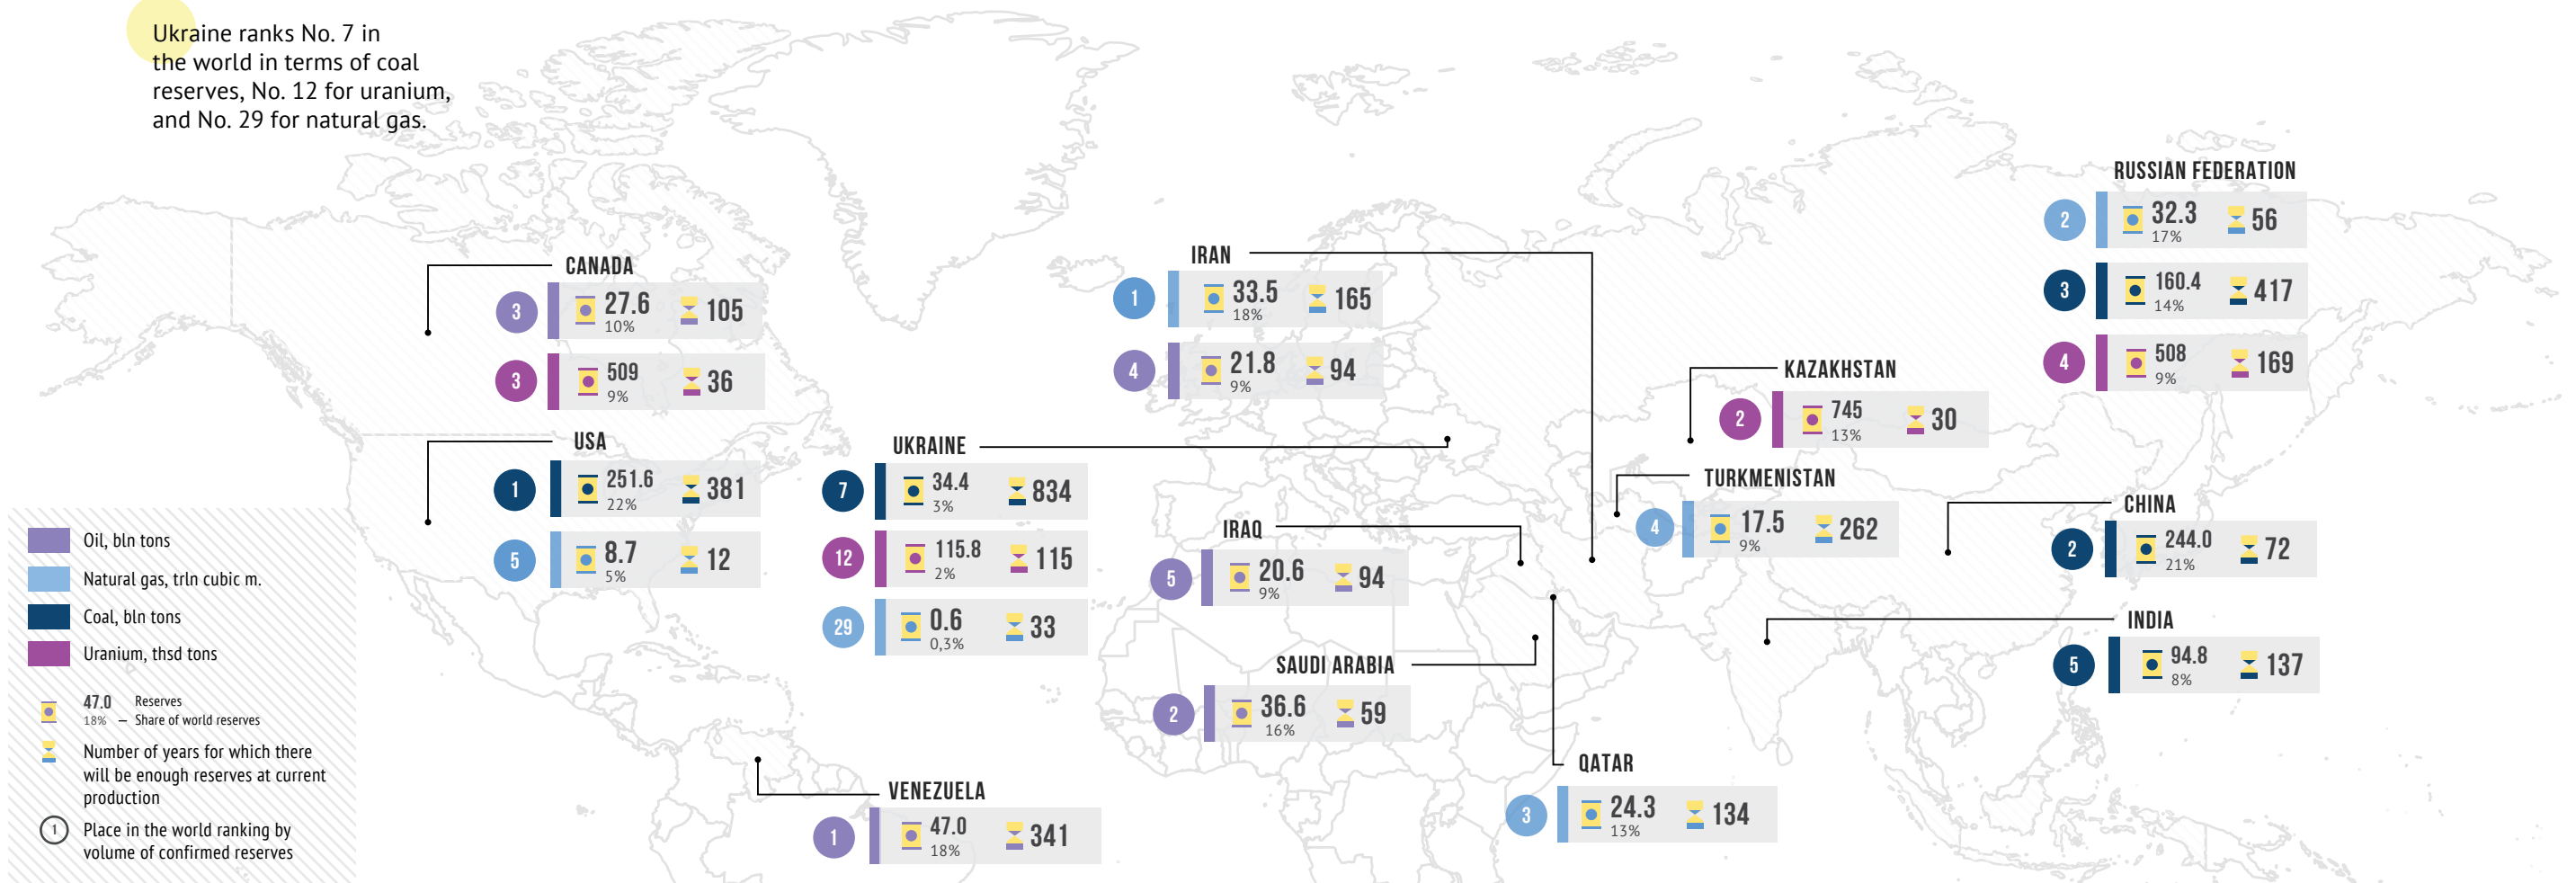 Ukraine ranks No. 7 in
the world in terms of coal
reserves, No. 12 for uranium,
and No. 29 for natural gas.
CANADA
3 27.6 105
10%
3 509 36
9%
USA
1 251.6 381
22%
5 8.7 12
5%
UKRAINE
7 34.4 834
3%
12 115.8 115
2%
29 0.6 33
0,3%
VENEZUELA
1 47.0 341
18%
IRAN
1 33.5 165
18%
4 21.8 94
9%
IRAQ
5 20.6 94
9%
SAUDI ARABIA
2 36.6 59
16%
QATAR
3 24.3 134
13%
KAZAKHSTAN
2 745 30
13%
TURKMENISTAN
4 17.5 262
9%
RUSSIAN FEDERATION
2 32.3 56
17%
3 160.4 417
14%
4 508 169
9%
CHINA
2 244.0 72
21%
INDIA
5 94.8 137
8%
Oil, bln tons
Natural gas, trln cubic m.
Coal, bln tons
Uranium, thsd tons
47.0 Reserves
18% — Share of world reserves
Number of years for which there
will be enough reserves at current
production
1 Place in the world ranking by
volume of confirmed reserves